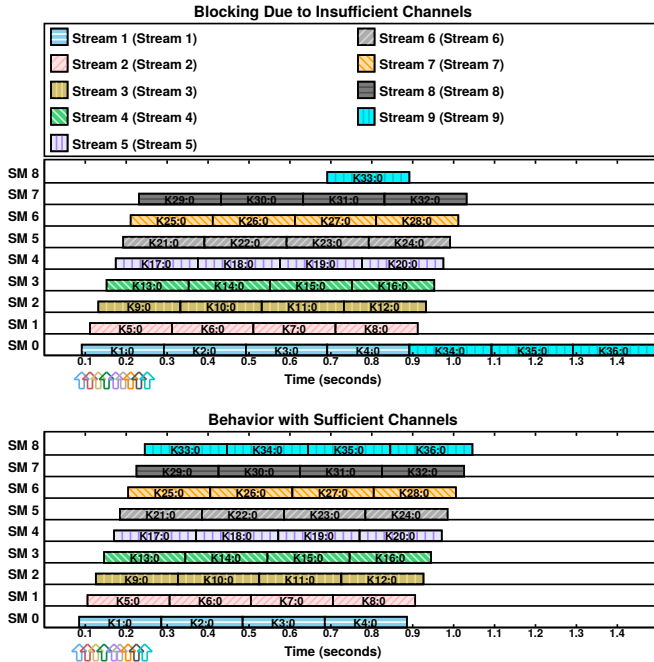 Blocking Due to Insufficient Channels
Stream 1 (Stream 1)
Stream 2 (Stream 2)
Stream 3 (Stream 3)
Stream 4 (Stream 4)
Stream 5 (Stream 5)
Stream 6 (Stream 6)
Stream 7 (Stream 7)
Stream 8 (Stream 8)
Stream 9 (Stream 9)
SM 8 K33:0
SM 7 K29:0 K30:0 K31:0 K32:0
SM 6 K25:0 K26:0 K27:0 K28:0
SM 5 K21:0 K22:0 K23:0 K24:0
SM 4 K17:0 K18:0 K19:0 K20:0
SM 3 K13:0 K14:0 K15:0 K16:0
SM 2 K9:0 K10:0 K11:0 K12:0
SM 1 K5:0 K6:0 K7:0 K8:0
SM 0 K1:0 K2:0 K3:0 K4:0 K34:0 K35:0 K36:0
0.1 0.2 0.3 0.4 0.5 0.6 0.7 0.8 0.9 1.0 1.1 1.2 1.3 1.4
Time (seconds)
Behavior with Sufficient Channels
SM 8 K33:0 K34:0 K35:0 K36:0
SM 7 K29:0 K30:0 K31:0 K32:0
SM 6 K25:0 K26:0 K27:0 K28:0
SM 5 K21:0 K22:0 K23:0 K24:0
SM 4 K17:0 K18:0 K19:0 K20:0
SM 3 K13:0 K14:0 K15:0 K16:0
SM 2 K9:0 K10:0 K11:0 K12:0
SM 1 K5:0 K6:0 K7:0 K8:0
SM 0 K1:0 K2:0 K3:0 K4:0
0.1 0.2 0.3 0.4 0.5 0.6 0.7 0.8 0.9 1.0 1.1 1.2 1.3 1.4
Time (seconds)